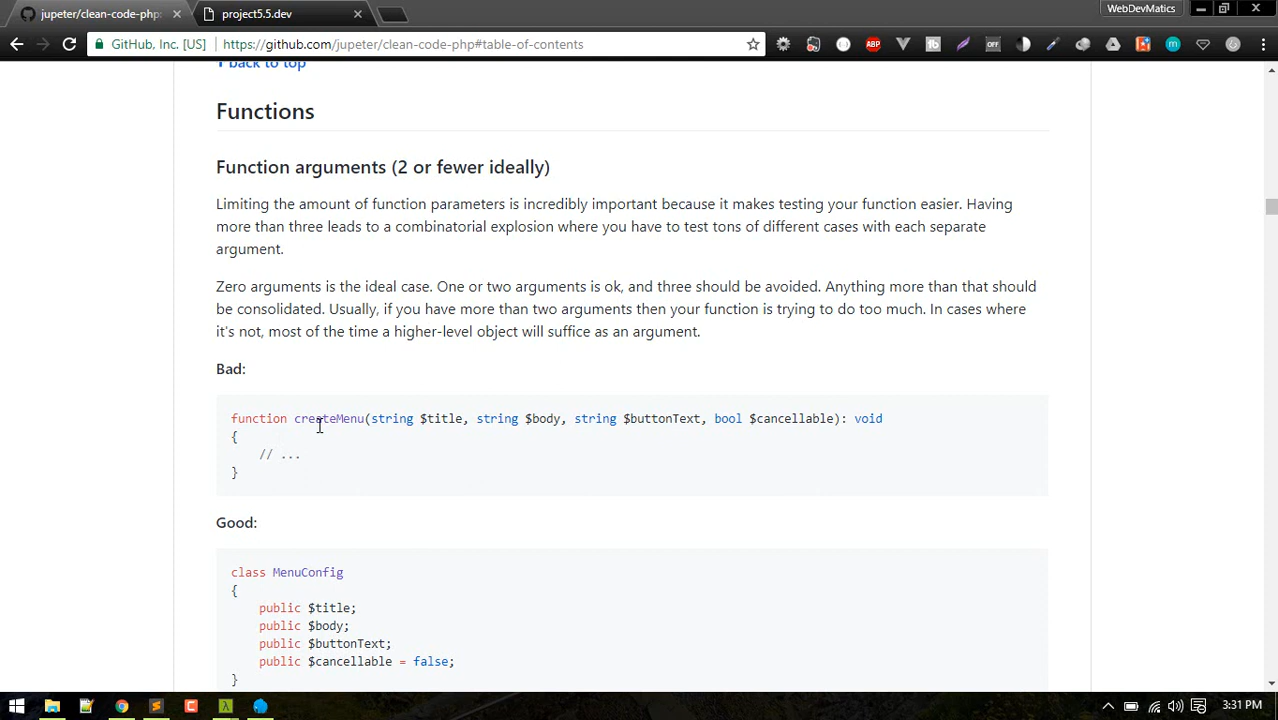 jupeter/clean-code-php:
project5.5.dev
WebDevMatics
GitHub, Inc. [US]
https://github.com/jupeter/clean-code-php#table-of-contents
ABP
fb
OFF
m
back to top
Functions
Function arguments (2 or fewer ideally)
Limiting the amount of function parameters is incredibly important because it makes testing your function easier. Having
more than three leads to a combinatorial explosion where you have to test tons of different cases with each separate
argument.
Zero arguments is the ideal case. One or two arguments is ok, and three should be avoided. Anything more than that should
be consolidated. Usually, if you have more than two arguments then your function is trying to do too much. In cases where
it's not, most of the time a higher-level object will suffice as an argument.
Bad:
function createMenu(string $title, string $body, string $buttonText, bool $cancellable): void
{
// ...
}
Good:
class MenuConfig
{
public $title;
public $body;
public $buttonText;
public $cancellable = false;
}
3:31 PM